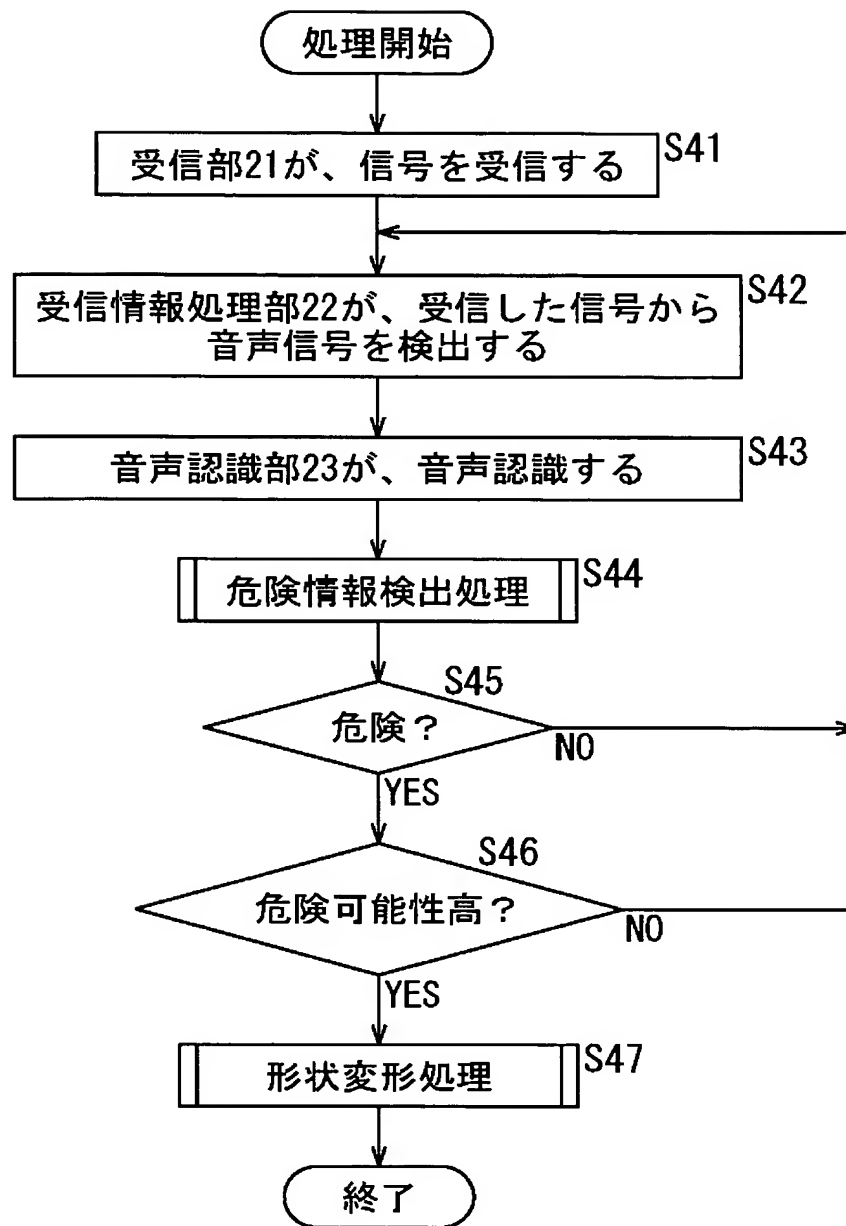 処理開始
受信部21が、信号を受信する
S41
受信情報処理部22が、受信した信号から
音声信号を検出する
S42
音声認識部23が、音声認識する
S43
危険情報検出処理
S44
S45
危険？
NO
YES
S46
危険可能性高？
NO
YES
形状変形処理
S47
終了